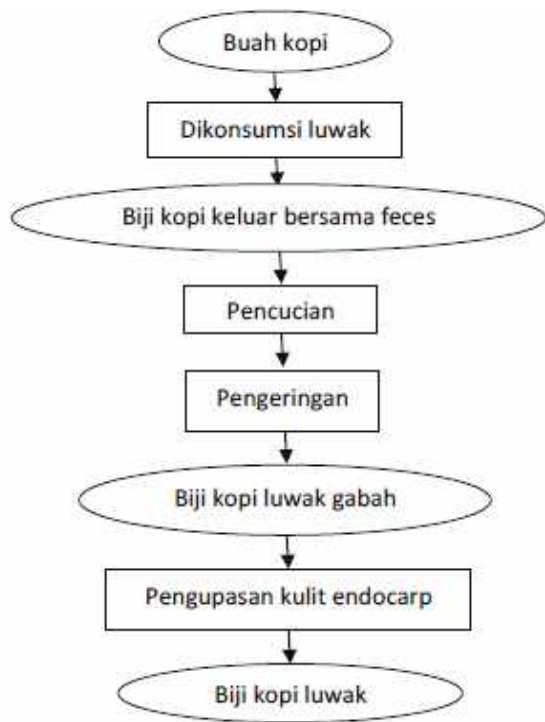 Buah kopi
Dikonsumsi luwak
Biji kopi keluar bersama feces
Pencucian
Pengeringan
Biji kopi luwak gabah
Pengupasan kulit endocarp
Biji kopi luwak